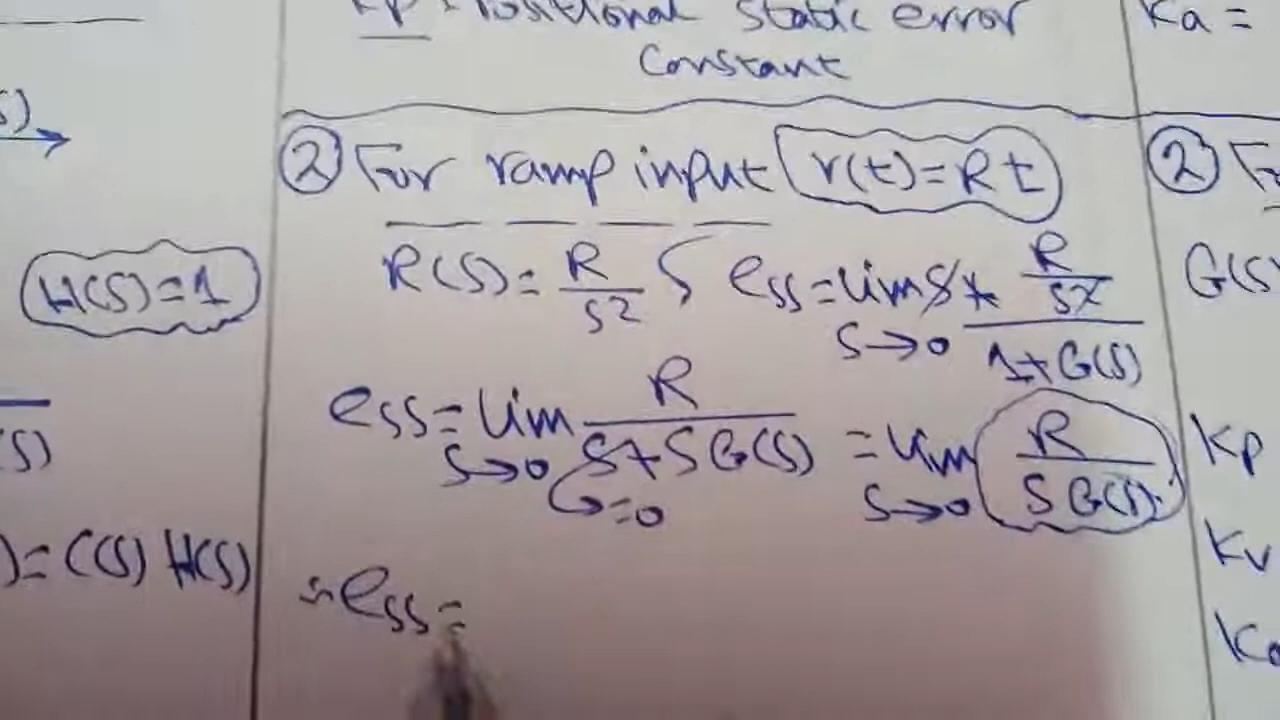 Kp : Positional Static error
Constant
② For ramp input r(t)=Rt
R(S)= R/S² ess=lim S* (R/S²)/(1+G(S))
S→0
ess= lim R/(S+SG(S)) = lim R/(SG(S))
S→0 S→0
↳=0
∴ess=
S)
H(S)=1
(S)
)=C(S) H(S)
Ka =
②
G(S
Kp
Kv
Ka